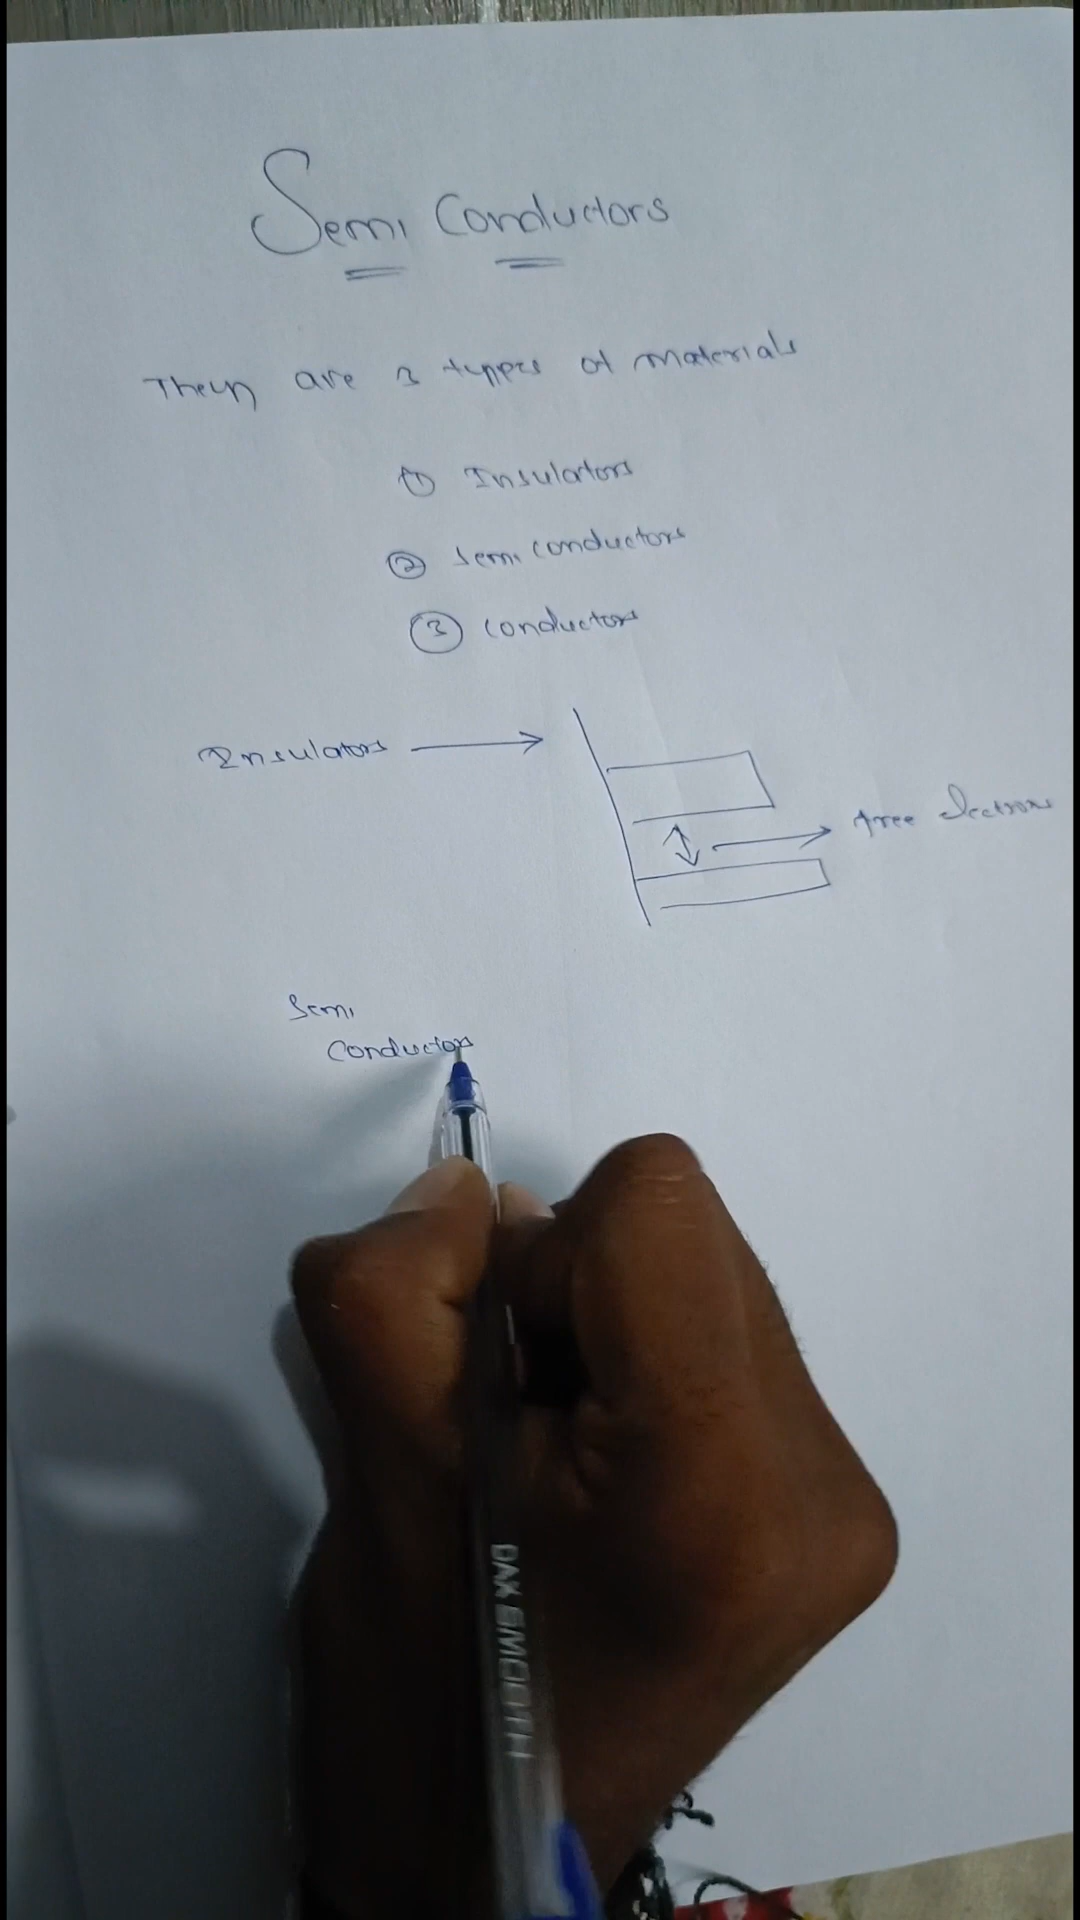 Semi Conductors
They are 3 types of materials
① Insulators
② Semi conductors
③ conductors
Insulators
free electrons
Semi
Conductors
DAX SMOOTH